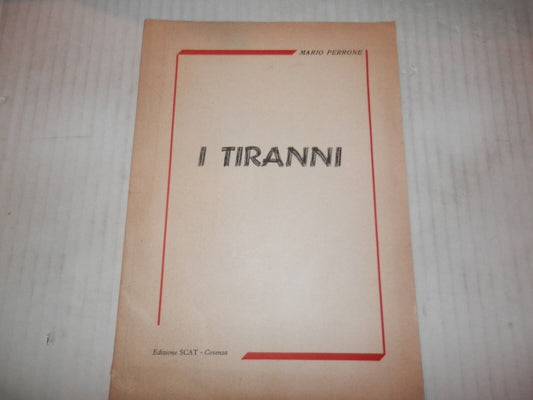 MARIO PERRONE
I TIRANNI
Edizione SCAT - Cosenza